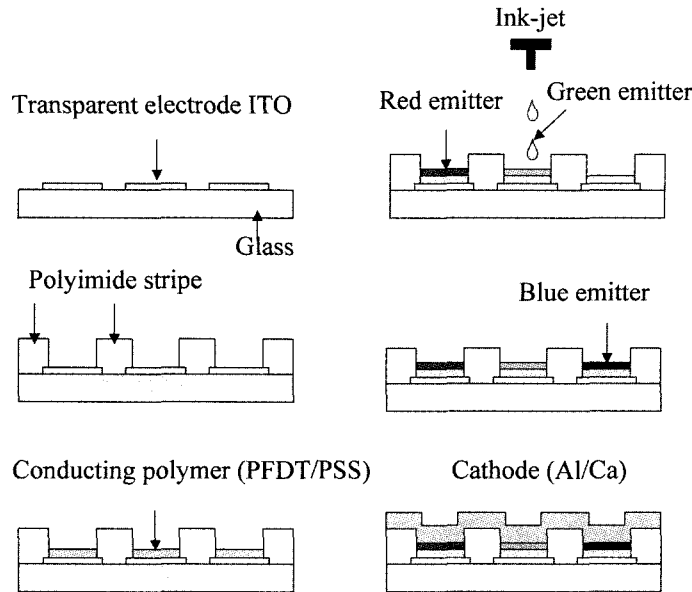 Transparent electrode ITO
Glass
Polyimide stripe
Conducting polymer (PFDT/PSS)
Ink-jet
Red emitter
Green emitter
Blue emitter
Cathode (Al/Ca)